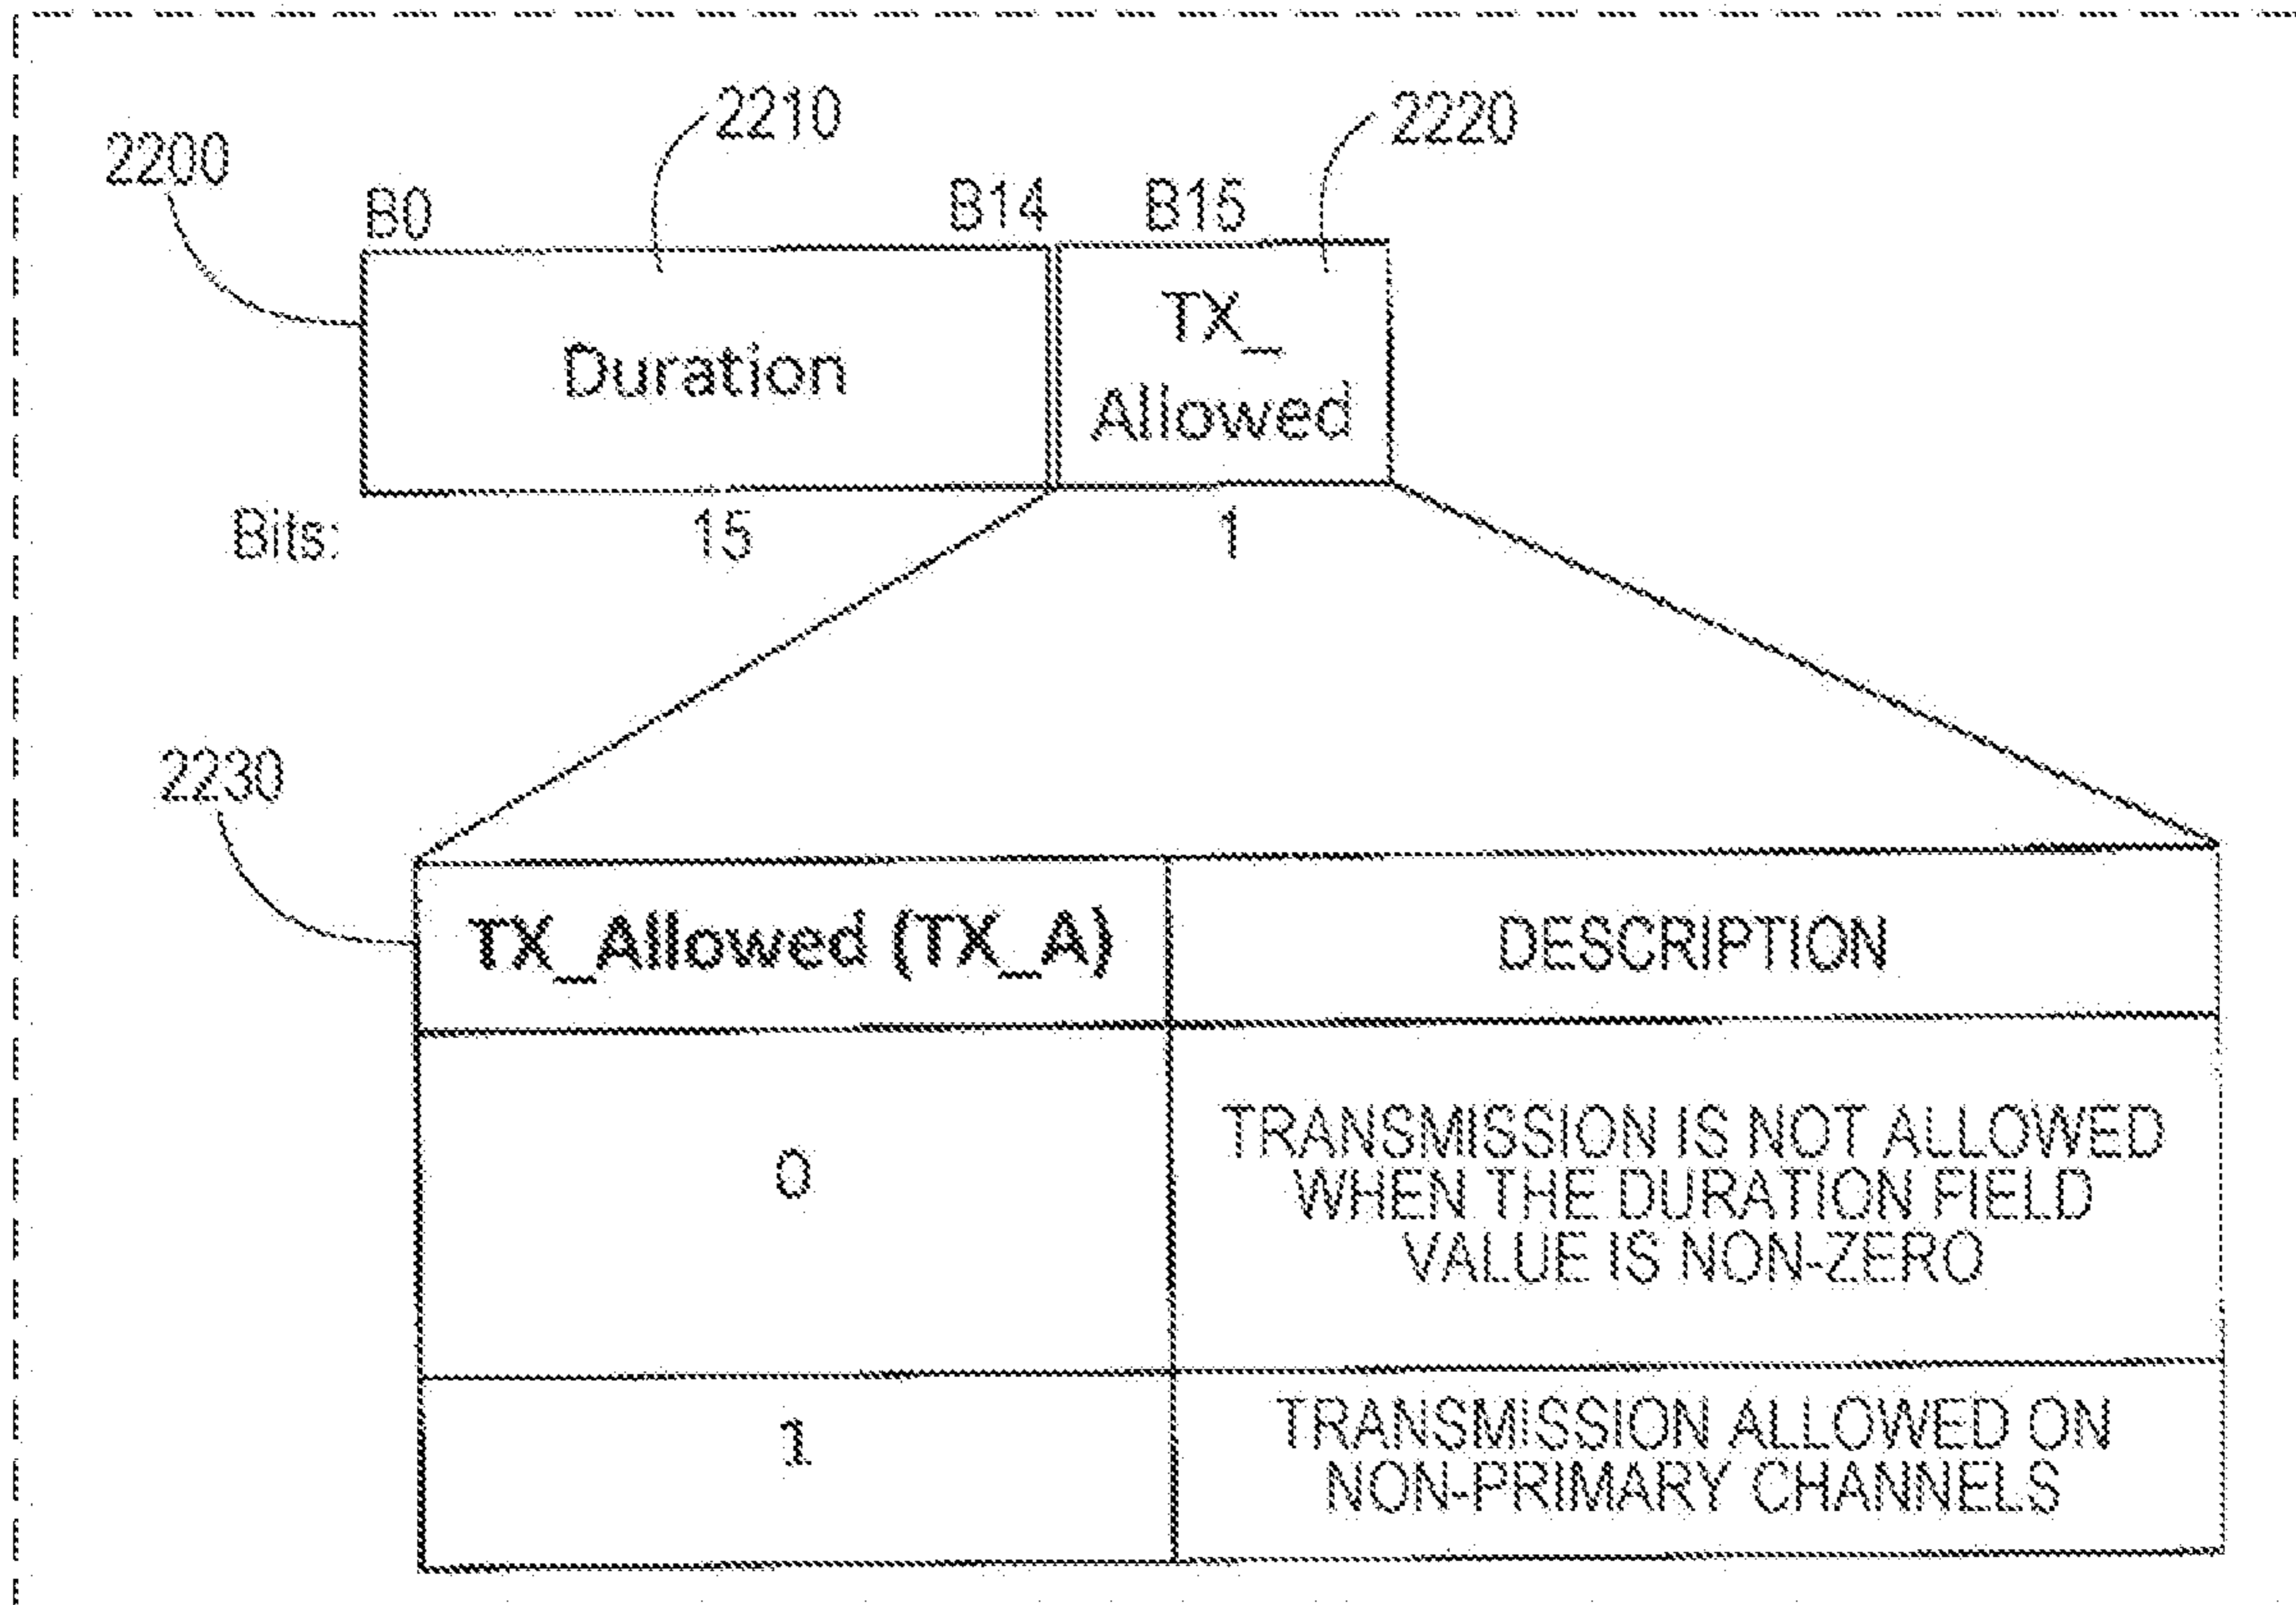 2210
2220
2200
B0
B14
B15
Duration
TX_
Allowed
Bits:
15
1
2230
TX_Allowed (TX_A)
DESCRIPTION
0
TRANSMISSION IS NOT ALLOWED
WHEN THE DURATION FIELD
VALUE IS NON-ZERO
1
TRANSMISSION ALLOWED ON
NON-PRIMARY CHANNELS